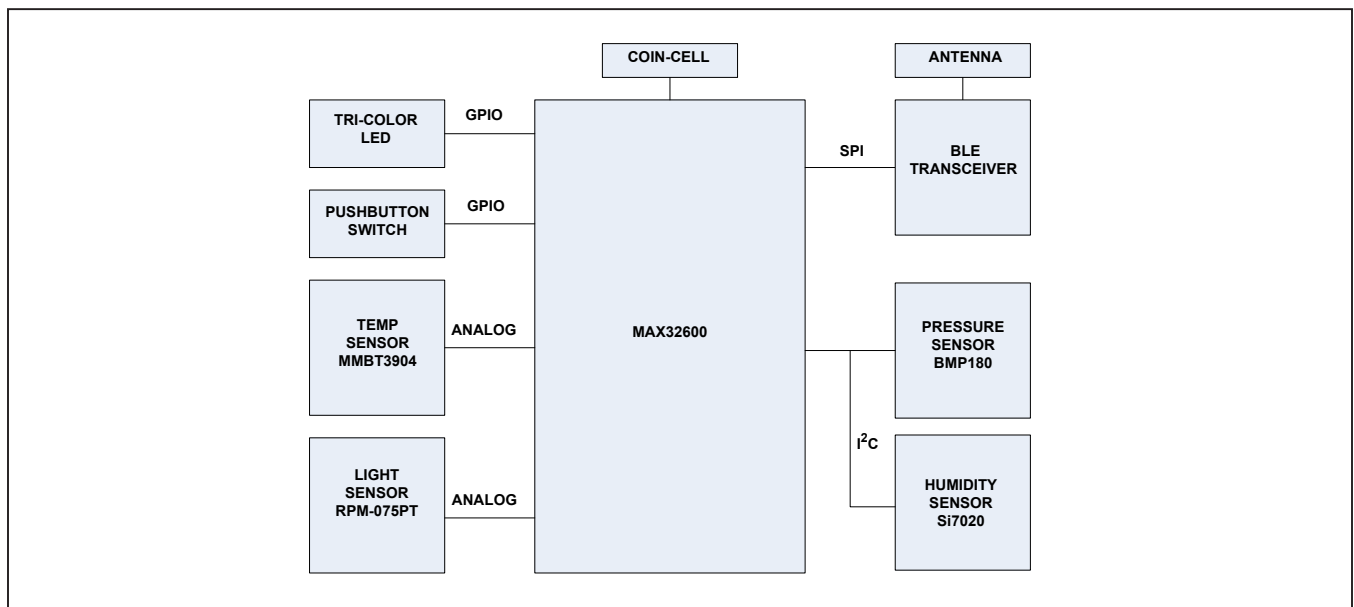 COIN-CELL
ANTENNA
TRI-COLOR
LED
GPIO
PUSHBUTTON
SWITCH
GPIO
TEMP
SENSOR
MMBT3904
ANALOG
LIGHT
SENSOR
RPM-075PT
ANALOG
MAX32600
SPI
BLE
TRANSCEIVER
PRESSURE
SENSOR
BMP180
I²C
HUMIDITY
SENSOR
Si7020